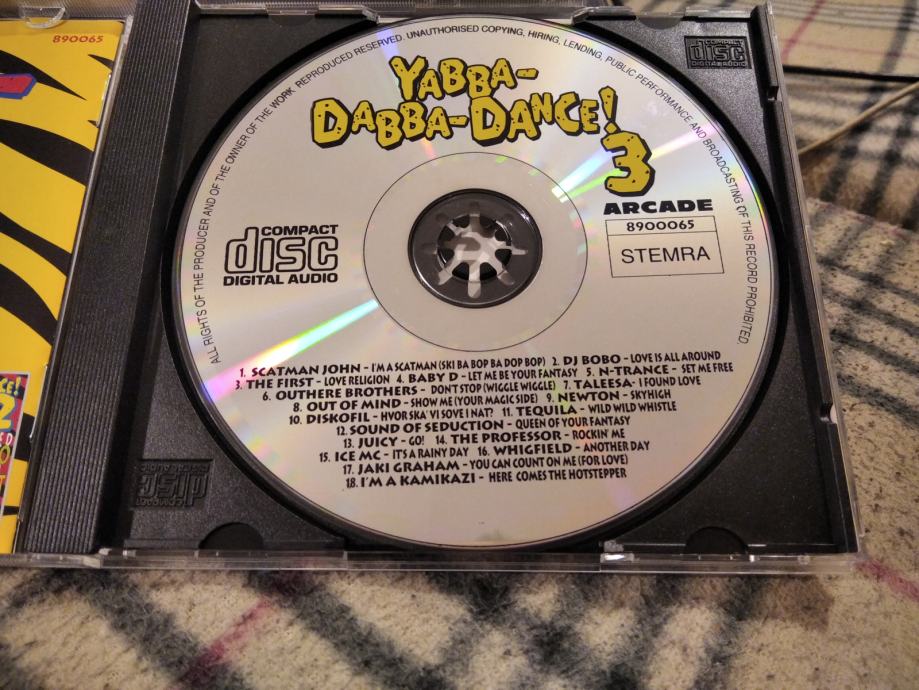 890065
YABBA-
DABBA-DANCE!
3
ARCADE
8900065
STEMRA
COMPACT
disc
DIGITAL AUDIO
ALL RIGHTS OF THE PRODUCER AND OF THE OWNER OF THE WORK REPRODUCED RESERVED. UNAUTHORISED COPYING, HIRING, LENDING, PUBLIC PERFORMANCE AND BROADCASTING OF THIS RECORD PROHIBITED.
1. SCATMAN JOHN - I'M A SCATMAN (SKI BA BOP BA DOP BOP) 2. DJ BOBO - LOVE IS ALL AROUND
3. THE FIRST - LOVE RELIGION 4. BABY D - LET ME BE YOUR FANTASY 5. N-TRANCE - SET ME FREE
6. OUTHERE BROTHERS - DON'T STOP (WIGGLE WIGGLE) 7. TALEESA - I FOUND LOVE
8. OUT OF MIND - SHOW ME (YOUR MAGIC SIDE) 9. NEWTON - SKYHIGH
10. DISKOFIL - HVOR SKA' VI SOVE I NAT? 11. TEQUILA - WILD WILD WHISTLE
12. SOUND OF SEDUCTION - QUEEN OF YOUR FANTASY
13. JUICY - GO! 14. THE PROFESSOR - ROCKIN' ME
15. ICE MC - IT'S A RAINY DAY 16. WHIGFIELD - ANOTHER DAY
17. JAKI GRAHAM - YOU CAN COUNT ON ME (FOR LOVE)
18. I'M A KAMIKAZI - HERE COMES THE HOTSTEPPER
COMPACT
disc
DIGITAL AUDIO
COMPACT
disc
DIGITAL AUDIO
CE!
2